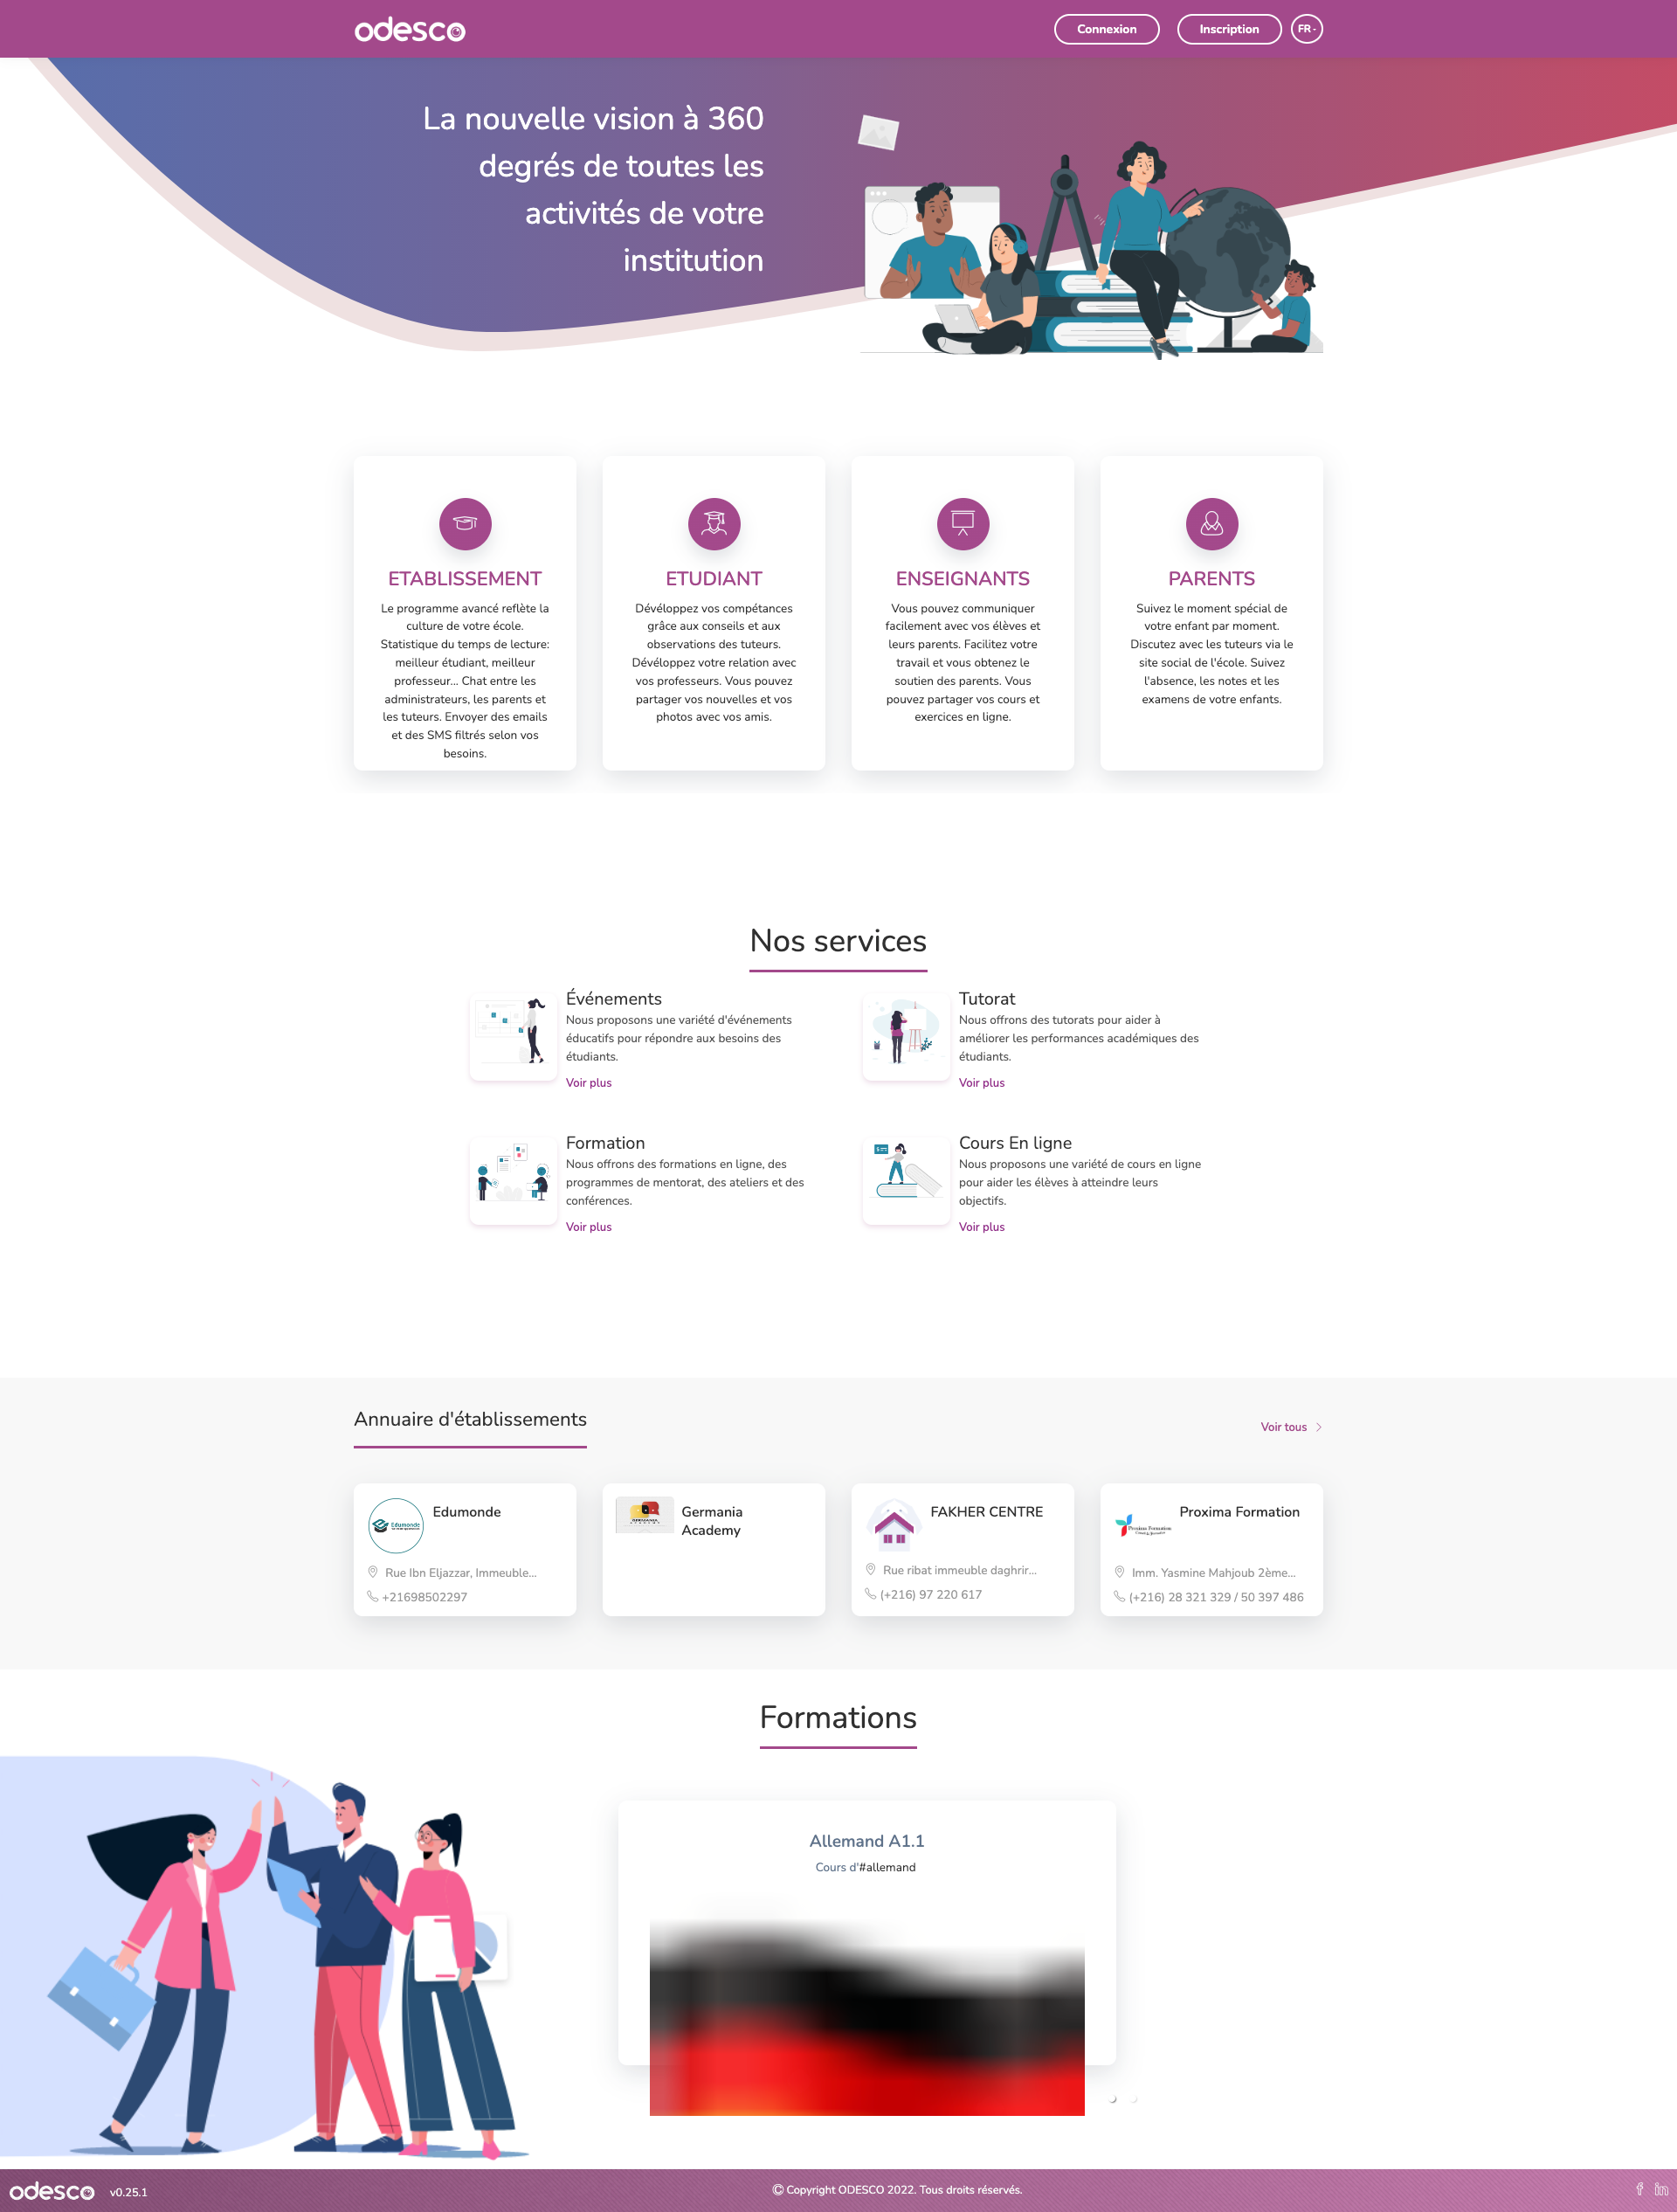 odesco
Connexion
Inscription
FR
La nouvelle vision à 360
degrés de toutes les
activités de votre
institution
ETABLISSEMENT
Le programme avancé reflète la
culture de votre école.
Statistique du temps de lecture:
meilleur étudiant, meilleur
professeur... Chat entre les
administrateurs, les parents et
les tuteurs. Envoyer des emails
et des SMS filtrés selon vos
besoins.
ETUDIANT
Dévéloppez vos compétances
grâce aux conseils et aux
observations des tuteurs.
Dévéloppez votre relation avec
vos professeurs. Vous pouvez
partager vos nouvelles et vos
photos avec vos amis.
ENSEIGNANTS
Vous pouvez communiquer
facilement avec vos élèves et
leurs parents. Facilitez votre
travail et vous obtenez le
soutien des parents. Vous
pouvez partager vos cours et
exercices en ligne.
PARENTS
Suivez le moment spécial de
votre enfant par moment.
Discutez avec les tuteurs via le
site social de l'école. Suivez
l'absence, les notes et les
examens de votre enfants.
Nos services
Événements
Nous proposons une variété d'événements
éducatifs pour répondre aux besoins des
étudiants.
Voir plus
Tutorat
Nous offrons des tutorats pour aider à
améliorer les performances académiques des
étudiants.
Voir plus
Formation
Nous offrons des formations en ligne, des
programmes de mentorat, des ateliers et des
conférences.
Voir plus
Cours En ligne
Nous proposons une variété de cours en ligne
pour aider les élèves à atteindre leurs
objectifs.
Voir plus
Annuaire d'établissements
Voir tous
Edumonde
Edumonde
Rue Ibn Eljazzar, Immeuble...
+21698502297
GERMANIA
Germania
Academy
FAKHER CENTRE
Rue ribat immeuble daghrir...
(+216) 97 220 617
Proxima Formation
Proxima Formation
Imm. Yasmine Mahjoub 2ème...
(+216) 28 321 329 / 50 397 486
Formations
Allemand A1.1
Cours d'#allemand
odesco
v0.25.1
© Copyright ODESCO 2022. Tous droits réservés.